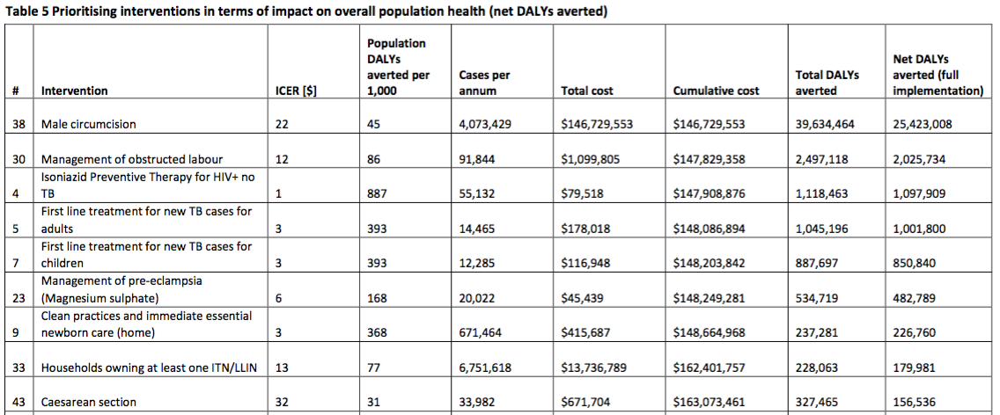 Table 5 Prioritising interventions in terms of impact on overall population health (net DALYs averted)
# Intervention ICER [$] Population DALYs averted per 1,000 Cases per annum Total cost Cumulative cost Total DALYs averted Net DALYs averted (full implementation)
38 Male circumcision 22 45 4,073,429 $146,729,553 $146,729,553 39,634,464 25,423,008
30 Management of obstructed labour 12 86 91,844 $1,099,805 $147,829,358 2,497,118 2,025,734
4 Isoniazid Preventive Therapy for HIV+ no TB 1 887 55,132 $79,518 $147,908,876 1,118,463 1,097,909
5 First line treatment for new TB cases for adults 3 393 14,465 $178,018 $148,086,894 1,045,196 1,001,800
7 First line treatment for new TB cases for children 3 393 12,285 $116,948 $148,203,842 887,697 850,840
23 Management of pre-eclampsia (Magnesium sulphate) 6 168 20,022 $45,439 $148,249,281 534,719 482,789
9 Clean practices and immediate essential newborn care (home) 3 368 671,464 $415,687 $148,664,968 237,281 226,760
33 Households owning at least one ITN/LLIN 13 77 6,751,618 $13,736,789 $162,401,757 228,063 179,981
43 Caesarean section 32 31 33,982 $671,704 $163,073,461 327,465 156,536